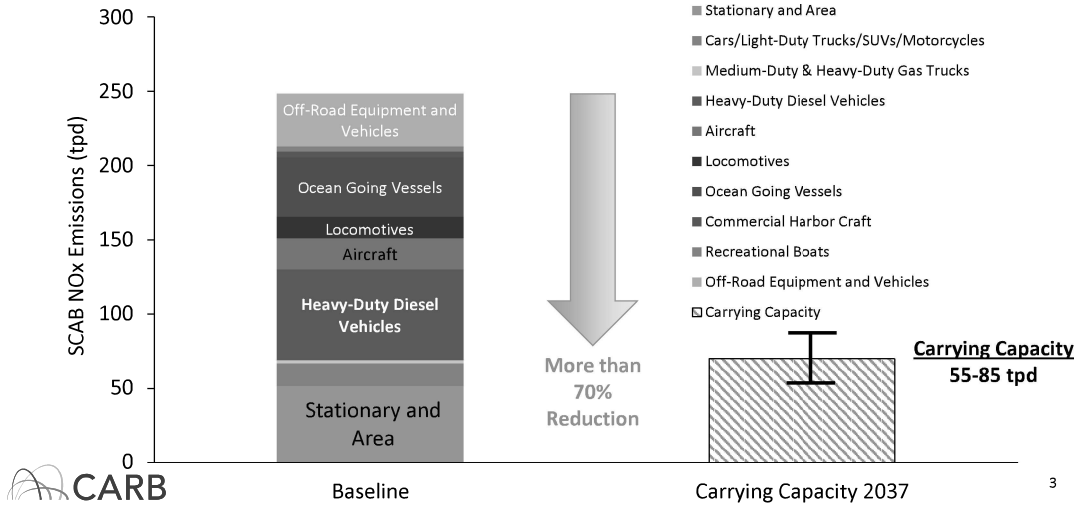 300
250
200
150
100
50
0
SCAB NOx Emissions (tpd)
Off-Road Equipment and
Vehicles
Ocean Going Vessels
Locomotives
Aircraft
Heavy-Duty Diesel
Vehicles
Stationary and
Area
Baseline
More than
70%
Reduction
Stationary and Area
Cars/Light-Duty Trucks/SUVs/Motorcycles
Medium-Duty & Heavy-Duty Gas Trucks
Heavy-Duty Diesel Vehicles
Aircraft
Locomotives
Ocean Going Vessels
Commercial Harbor Craft
Recreational Boats
Off-Road Equipment and Vehicles
Carrying Capacity
Carrying Capacity
55-85 tpd
Carrying Capacity 2037
CARB
3